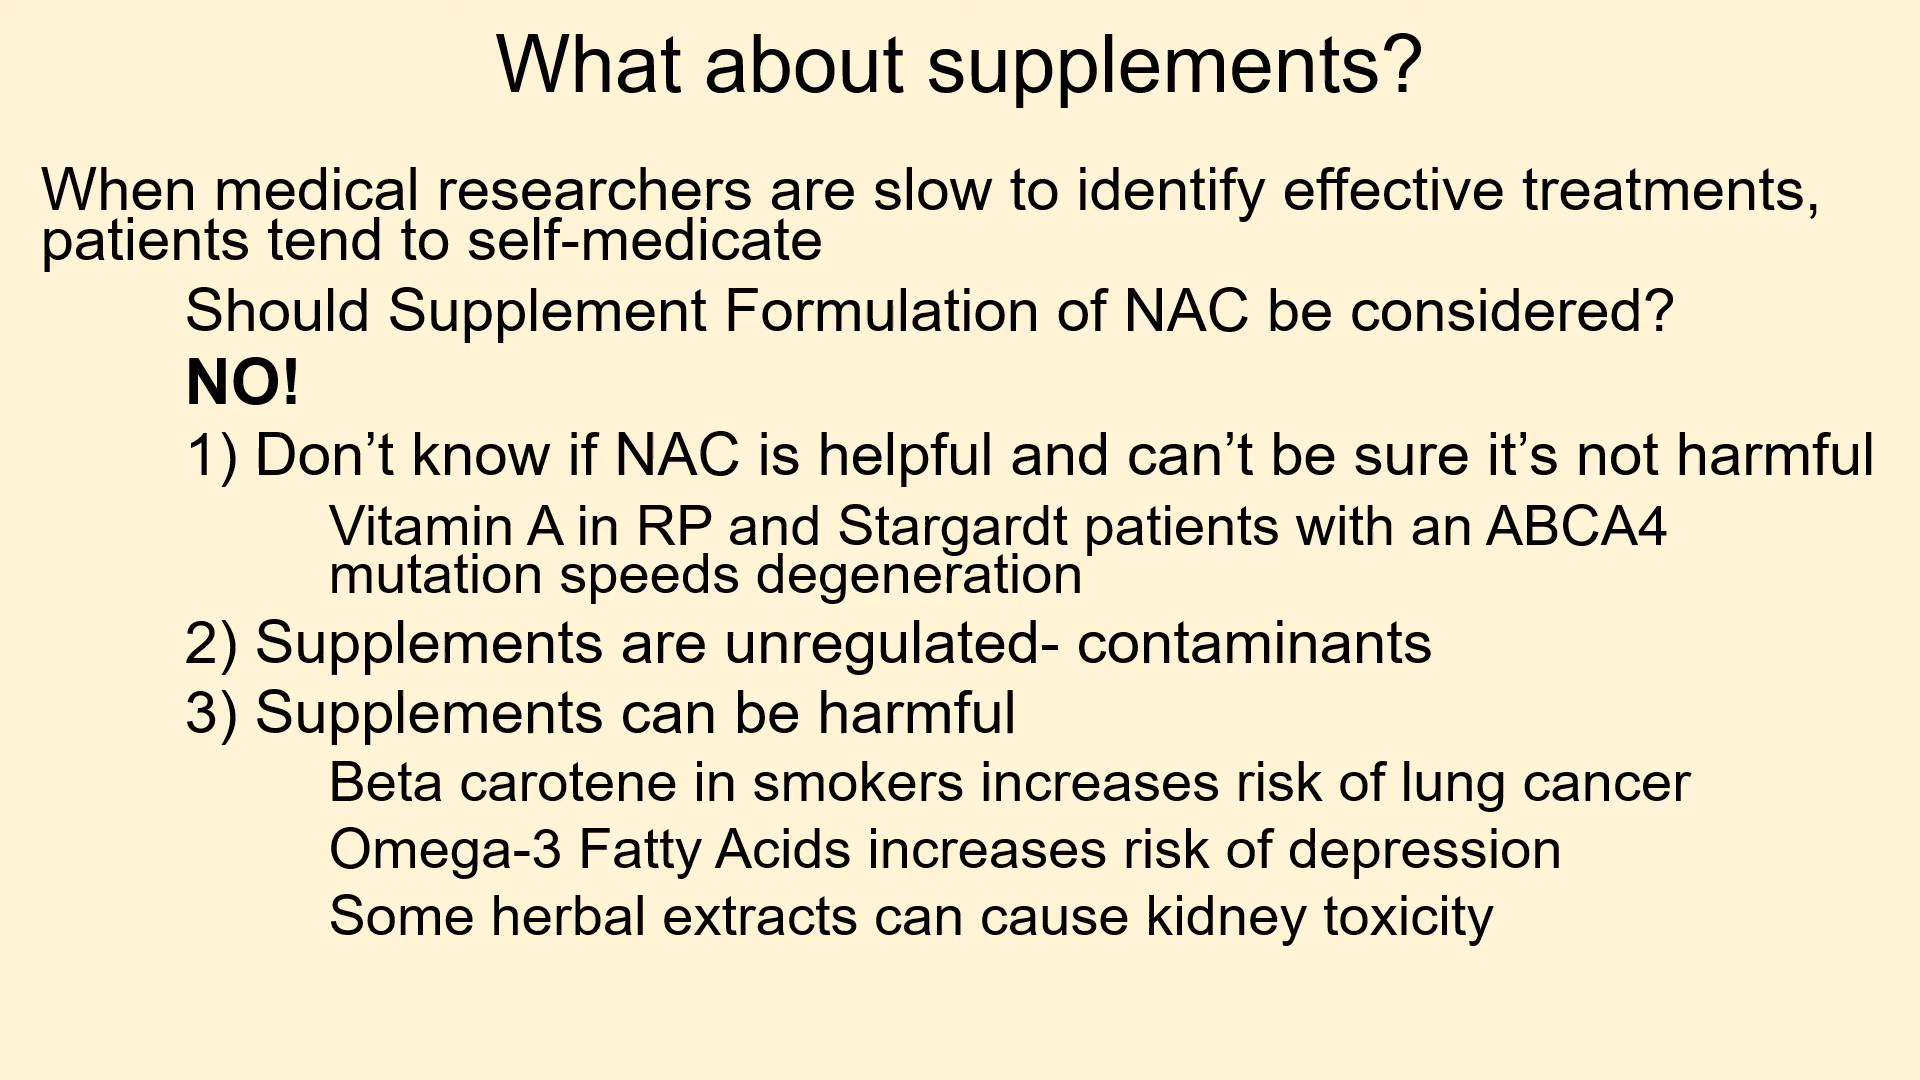 What about supplements?
When medical researchers are slow to identify effective treatments,
patients tend to self-medicate
Should Supplement Formulation of NAC be considered?
NO!
1) Don’t know if NAC is helpful and can’t be sure it’s not harmful
Vitamin A in RP and Stargardt patients with an ABCA4
mutation speeds degeneration
2) Supplements are unregulated- contaminants
3) Supplements can be harmful
Beta carotene in smokers increases risk of lung cancer
Omega-3 Fatty Acids increases risk of depression
Some herbal extracts can cause kidney toxicity